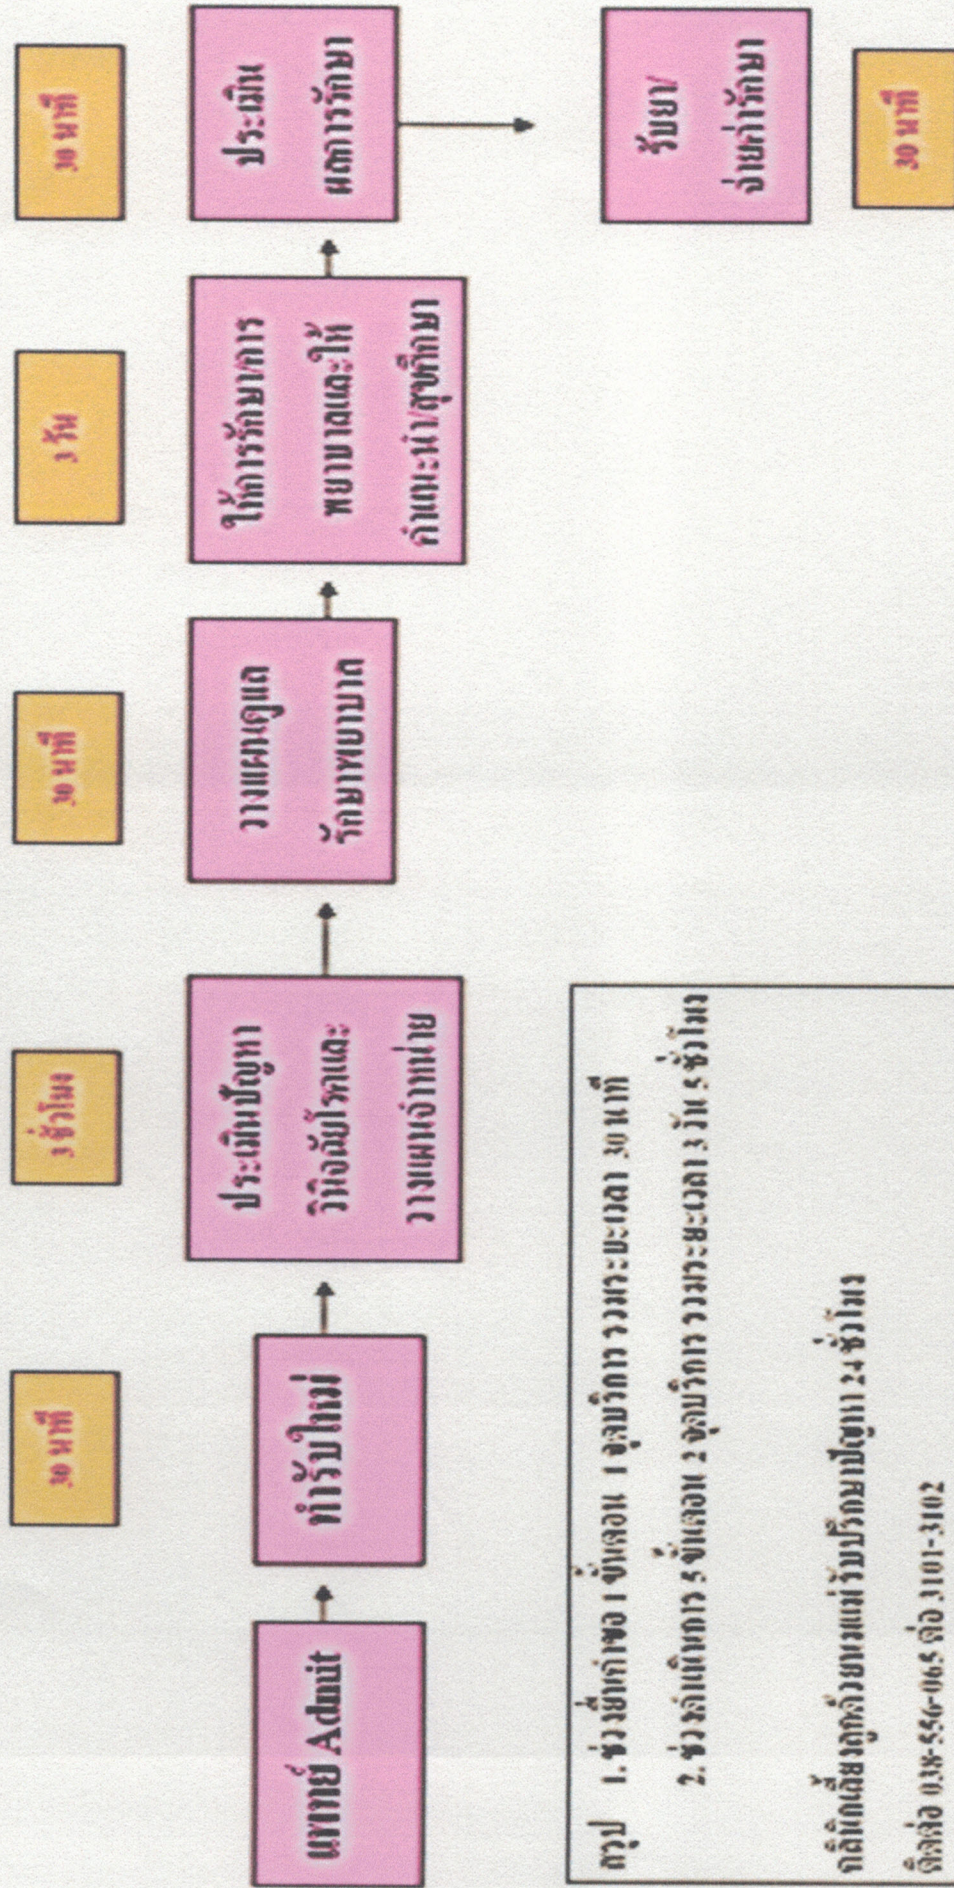 30 นาที
3 ชั่วโมง
30 นาที
3 วัน
30 นาที
แพทย์ Admit
ทำรับใหม่
ประเมินปัญหา
วินิจฉัยโรคและ
วางแผนจำหน่าย
วางแผนดูแล
รักษาพยาบาล
ให้การรักษา/การ
พยาบาลและให้
คำแนะนำ/สุขศึกษา
ประเมิน
ผลการรักษา
รับยา/
จ่ายค่ารักษา
30 นาที
สรุป 1. ช่วงยื่นคำขอ 1 ขั้นตอน 1 จุดบริการ รวมระยะเวลา 30 นาที
2. ช่วงดำเนินการ 5 ขั้นตอน 2 จุดบริการ รวมระยะเวลา 3 วัน 5 ชั่วโมง
คลินิกเลี้ยงลูกด้วยนมแม่ รับปรึกษาปัญหา 24 ชั่วโมง
ติดต่อ 038-556-065 ต่อ 3101-3102